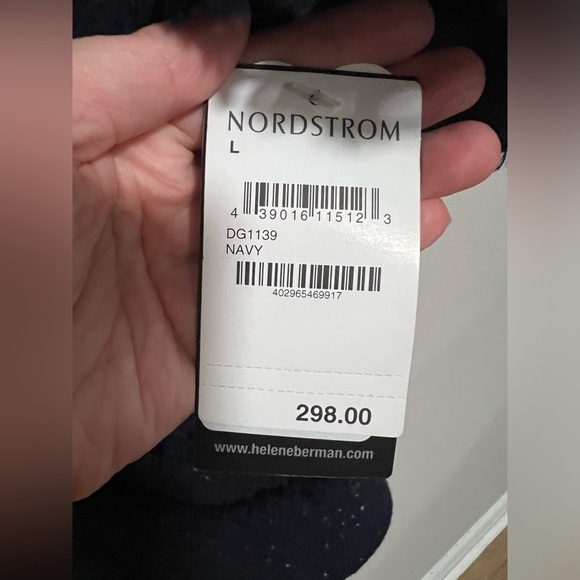 NORDSTROM
L
4 39016 11512 3
DG1139
NAVY
402965469917
298.00
www.heleneberman.com